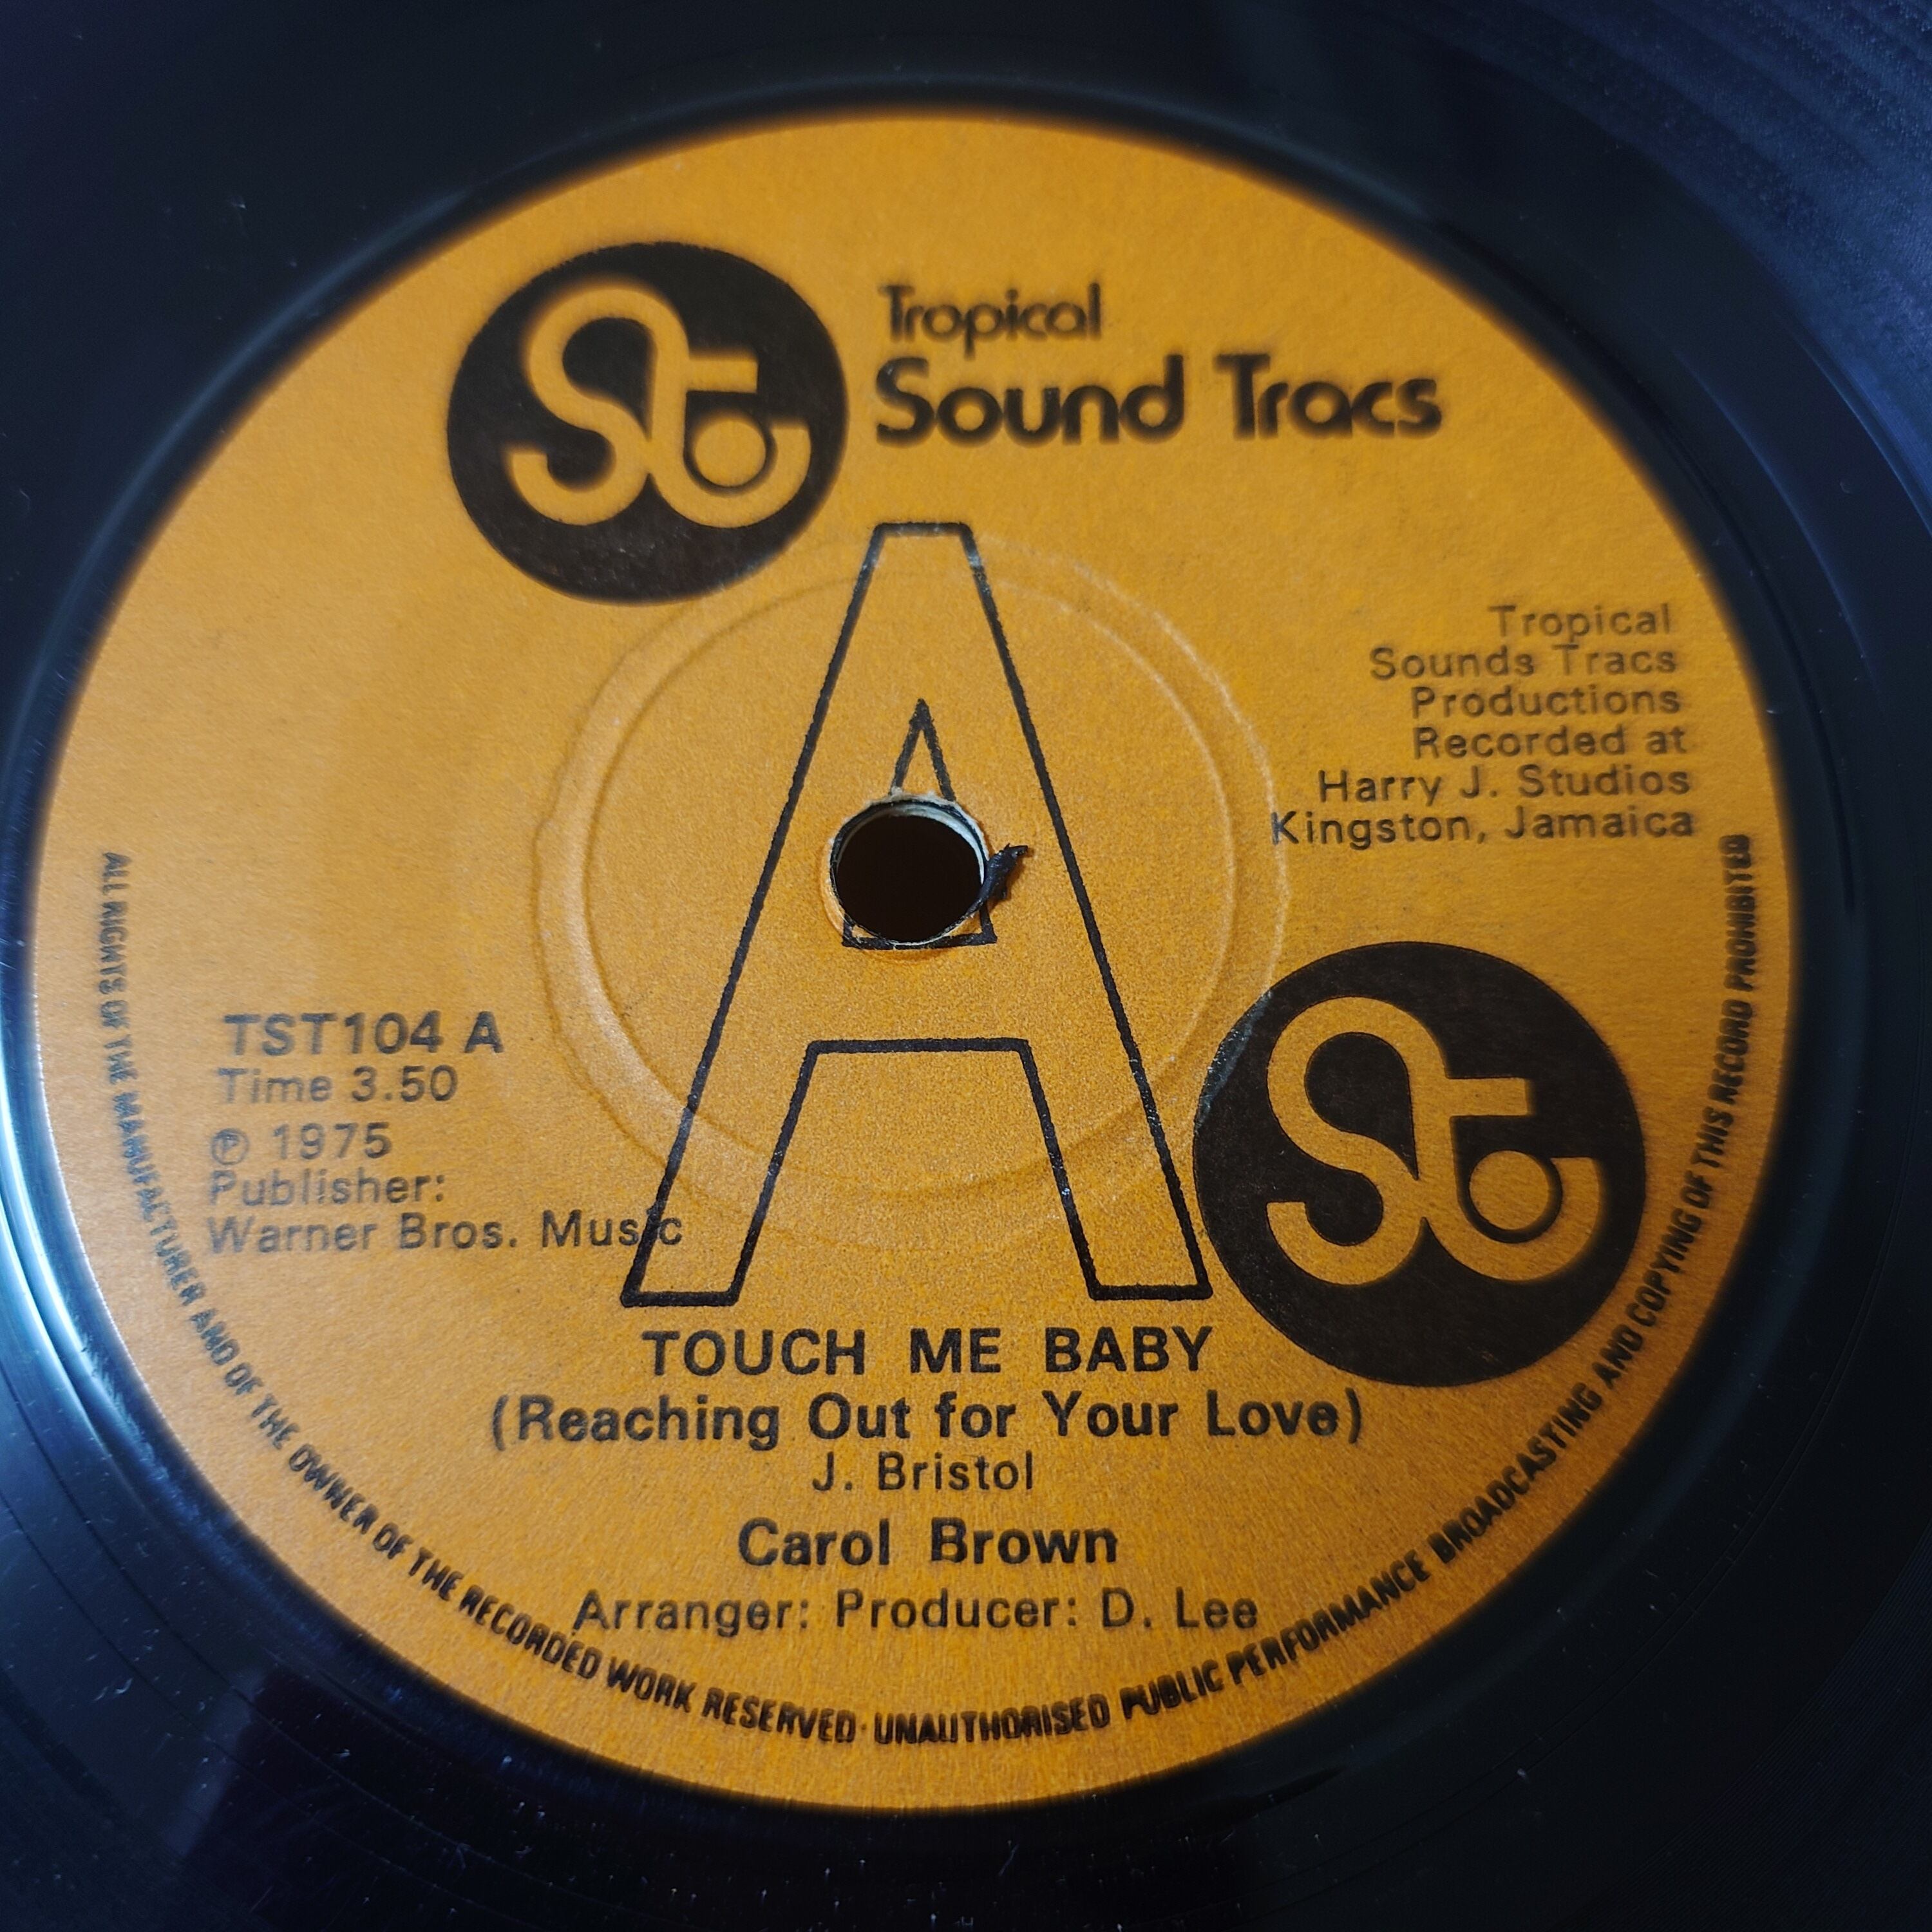 St
Tropical
Sound Tracs
A
Tropical
Sounds Tracs
Productions
Recorded at
Harry J. Studios
Kingston, Jamaica
TST104 A
Time 3.50
℗ 1975
Publisher:
Warner Bros. Music
St
TOUCH ME BABY
(Reaching Out for Your Love)
J. Bristol
Carol Brown
Arranger: Producer: D. Lee
ALL RIGHTS OF THE MANUFACTURER AND OF THE OWNER OF THE RECORDED WORK RESERVED · UNAUTHORISED PUBLIC PERFORMANCE BROADCASTING AND COPYING OF THIS RECORD PROHIBITED